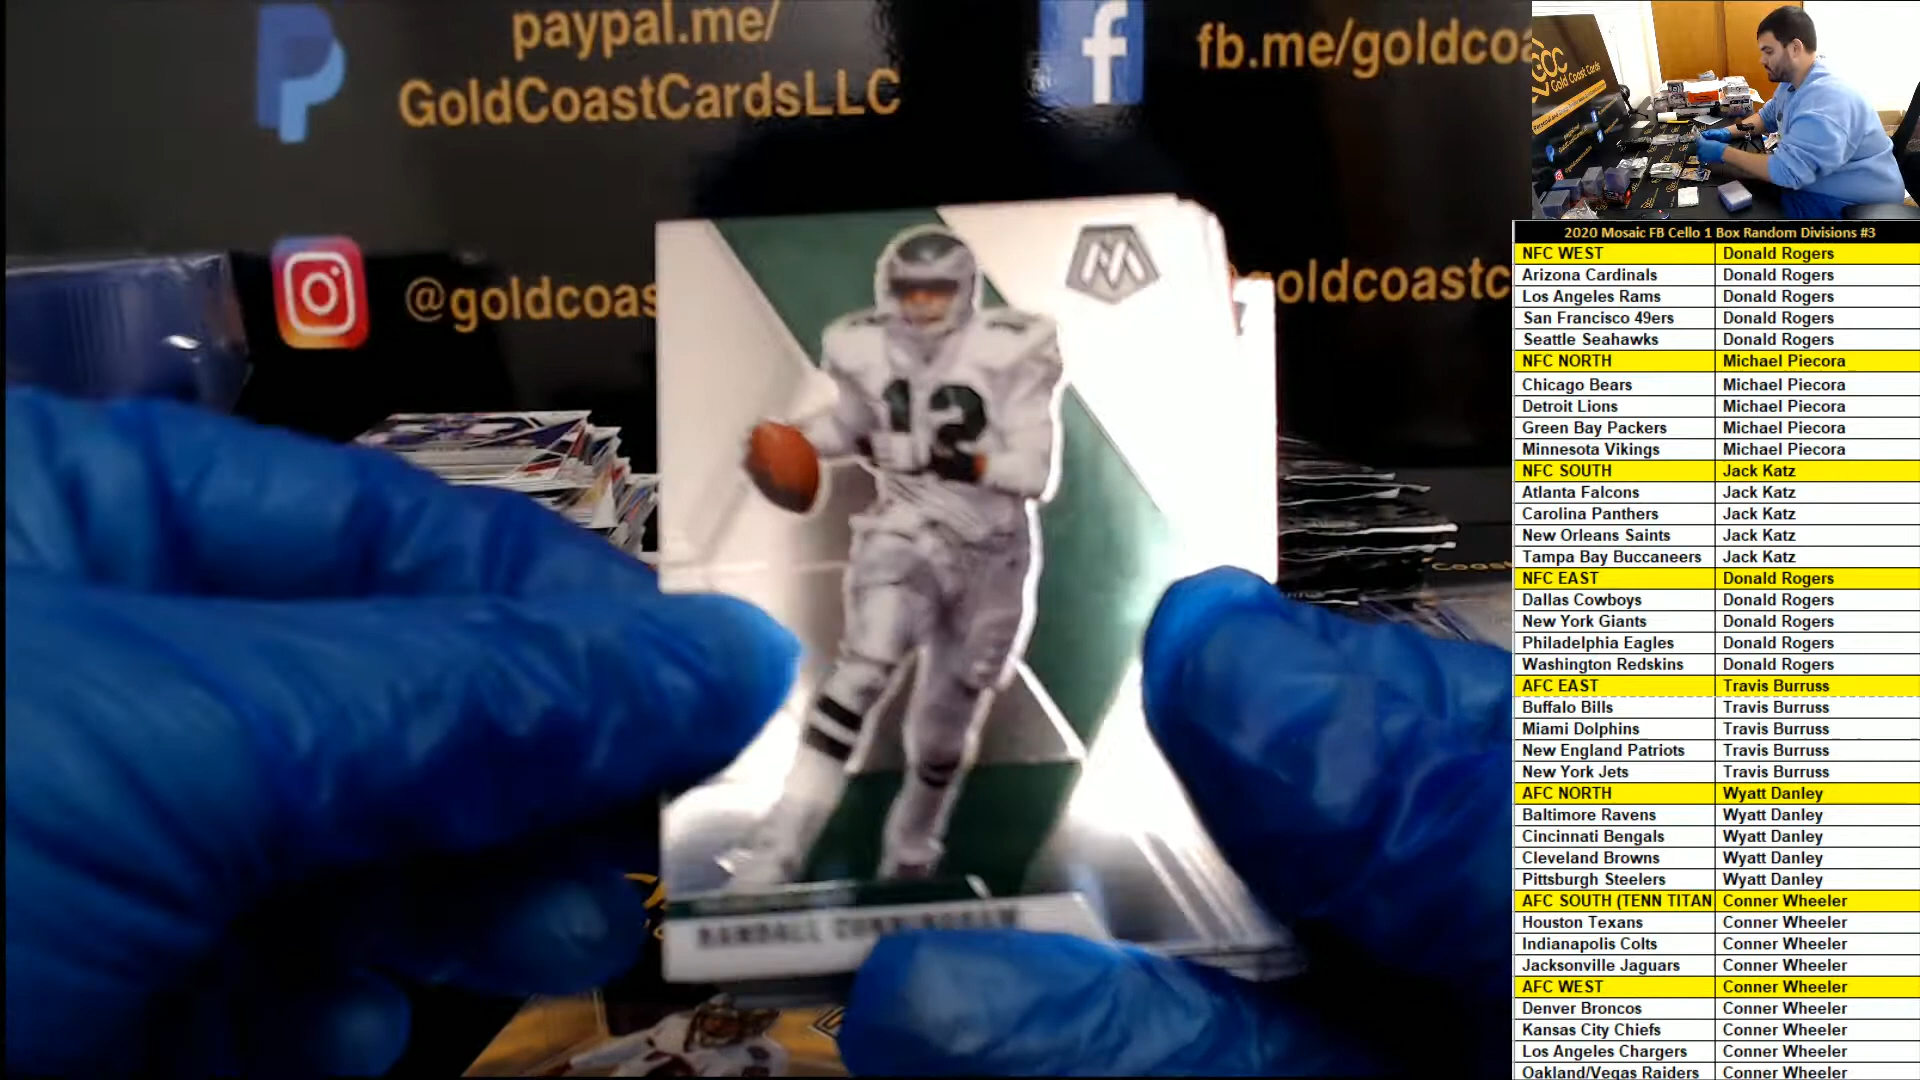 paypal.me/
GoldCoastCardsLLC
fb.me/goldcoa
@goldcoas
goldcoastc
12
RANDALL CUNNINGHAM
GCC
Gold Coast Cards
2020 Mosaic FB Cello 1 Box Random Divisions #3
NFC WEST Donald Rogers
Arizona Cardinals Donald Rogers
Los Angeles Rams Donald Rogers
San Francisco 49ers Donald Rogers
Seattle Seahawks Donald Rogers
NFC NORTH Michael Piecora
Chicago Bears Michael Piecora
Detroit Lions Michael Piecora
Green Bay Packers Michael Piecora
Minnesota Vikings Michael Piecora
NFC SOUTH Jack Katz
Atlanta Falcons Jack Katz
Carolina Panthers Jack Katz
New Orleans Saints Jack Katz
Tampa Bay Buccaneers Jack Katz
NFC EAST Donald Rogers
Dallas Cowboys Donald Rogers
New York Giants Donald Rogers
Philadelphia Eagles Donald Rogers
Washington Redskins Donald Rogers
AFC EAST Travis Burruss
Buffalo Bills Travis Burruss
Miami Dolphins Travis Burruss
New England Patriots Travis Burruss
New York Jets Travis Burruss
AFC NORTH Wyatt Danley
Baltimore Ravens Wyatt Danley
Cincinnati Bengals Wyatt Danley
Cleveland Browns Wyatt Danley
Pittsburgh Steelers Wyatt Danley
AFC SOUTH (TENN TITAN Conner Wheeler
Houston Texans Conner Wheeler
Indianapolis Colts Conner Wheeler
Jacksonville Jaguars Conner Wheeler
AFC WEST Conner Wheeler
Denver Broncos Conner Wheeler
Kansas City Chiefs Conner Wheeler
Los Angeles Chargers Conner Wheeler
Oakland/Vegas Raiders Conner Wheeler